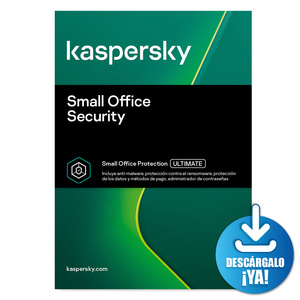 kaspersky
Small Office
Security
Small Office Protection ULTIMATE
Incluye anti-malware, protección contra el ransomware, protección
de los datos y métodos de pago, administrador de contraseñas
kaspersky.com
DESCÁRGALO
¡YA!